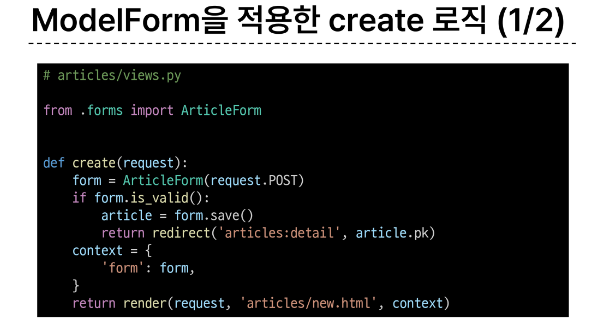 ModelForm을 적용한 create 로직 (1/2)
# articles/views.py
from .forms import ArticleForm
def create(request):
    form = ArticleForm(request.POST)
    if form.is_valid():
        article = form.save()
        return redirect('articles:detail', article.pk)
    context = {
        'form': form,
    }
    return render(request, 'articles/new.html', context)